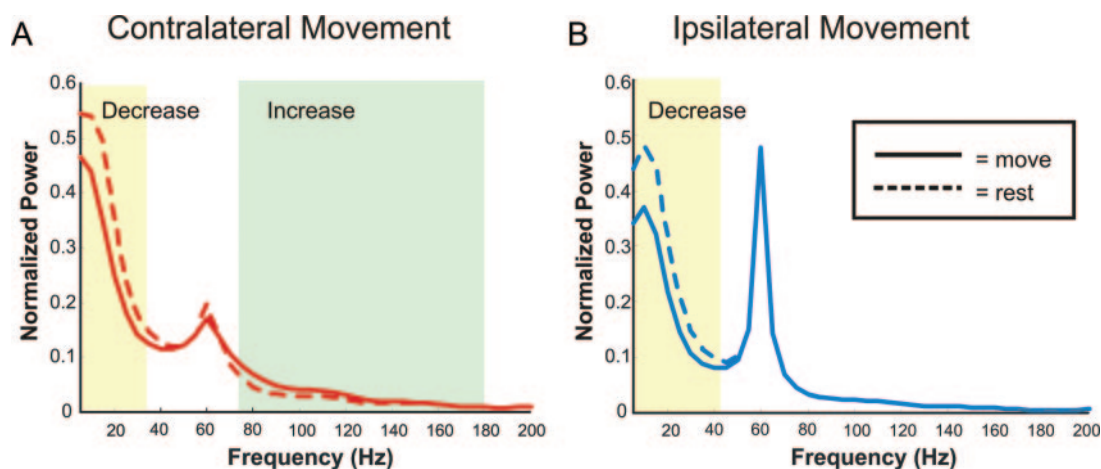 A Contralateral Movement
0.6
0.5
0.4
0.3
0.2
0.1
0
Normalized Power
Decrease Increase
20 40 60 80 100 120 140 160 180 200
Frequency (Hz)
B Ipsilateral Movement
0.6
0.5
0.4
0.3
0.2
0.1
0
Normalized Power
Decrease
= move
= rest
20 40 60 80 100 120 140 160 180 200
Frequency (Hz)